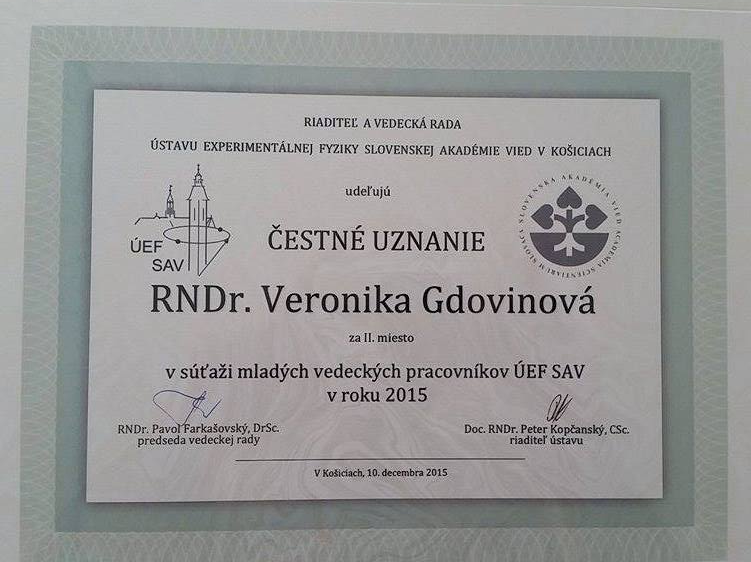 RIADITEĽ A VEDECKÁ RADA
ÚSTAVU EXPERIMENTÁLNEJ FYZIKY SLOVENSKEJ AKADÉMIE VIED V KOŠICIACH
udeľujú
ÚEF
SAV
SLOVENSKÁ AKADÉMIA VIED ACADEMIA SCIENTIARUM SLOVACA
ČESTNÉ UZNANIE
RNDr. Veronika Gdovinová
za II. miesto
v súťaži mladých vedeckých pracovníkov ÚEF SAV
v roku 2015
RNDr. Pavol Farkašovský, DrSc.
predseda vedeckej rady
Doc. RNDr. Peter Kopčanský, CSc.
riaditeľ ústavu
V Košiciach, 10. decembra 2015